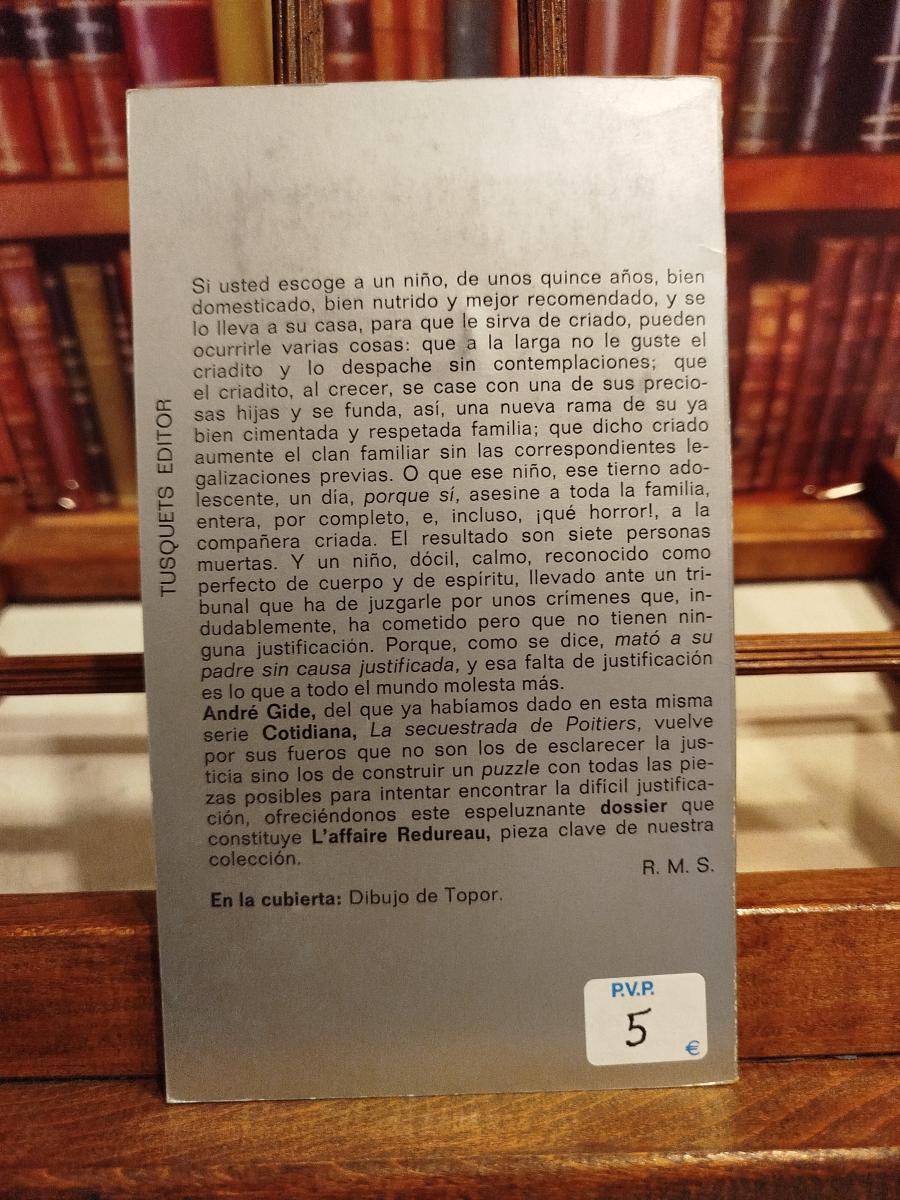 Si usted escoge a un niño, de unos quince años, bien
domesticado, bien nutrido y mejor recomendado, y se
lo lleva a su casa, para que le sirva de criado, pueden
ocurrirle varias cosas: que a la larga no le guste el
criadito y lo despache sin contemplaciones; que
el criadito, al crecer, se case con una de sus precio-
sas hijas y se funda, así, una nueva rama de su ya
bien cimentada y respetada familia; que dicho criado
aumente el clan familiar sin las correspondientes le-
galizaciones previas. O que ese niño, ese tierno ado-
lescente, un día, porque sí, asesine a toda la familia,
entera, por completo, e, incluso, ¡qué horror!, a la
compañera criada. El resultado son siete personas
muertas. Y un niño, dócil, calmo, reconocido como
perfecto de cuerpo y de espíritu, llevado ante un tri-
bunal que ha de juzgarle por unos crímenes que, in-
dudablemente, ha cometido pero que no tienen nin-
guna justificación. Porque, como se dice, mató a su
padre sin causa justificada, y esa falta de justificación
es lo que a todo el mundo molesta más.
André Gide, del que ya habíamos dado en esta misma
serie Cotidiana, La secuestrada de Poitiers, vuelve
por sus fueros que no son los de esclarecer la jus-
ticia sino los de construir un puzzle con todas las pie-
zas posibles para intentar encontrar la difícil justifica-
ción, ofreciéndonos este espeluznante dossier que
constituye L'affaire Redureau, pieza clave de nuestra
colección.
R. M. S.
En la cubierta: Dibujo de Topor.
TUSQUETS EDITOR
P.V.P.
5
€